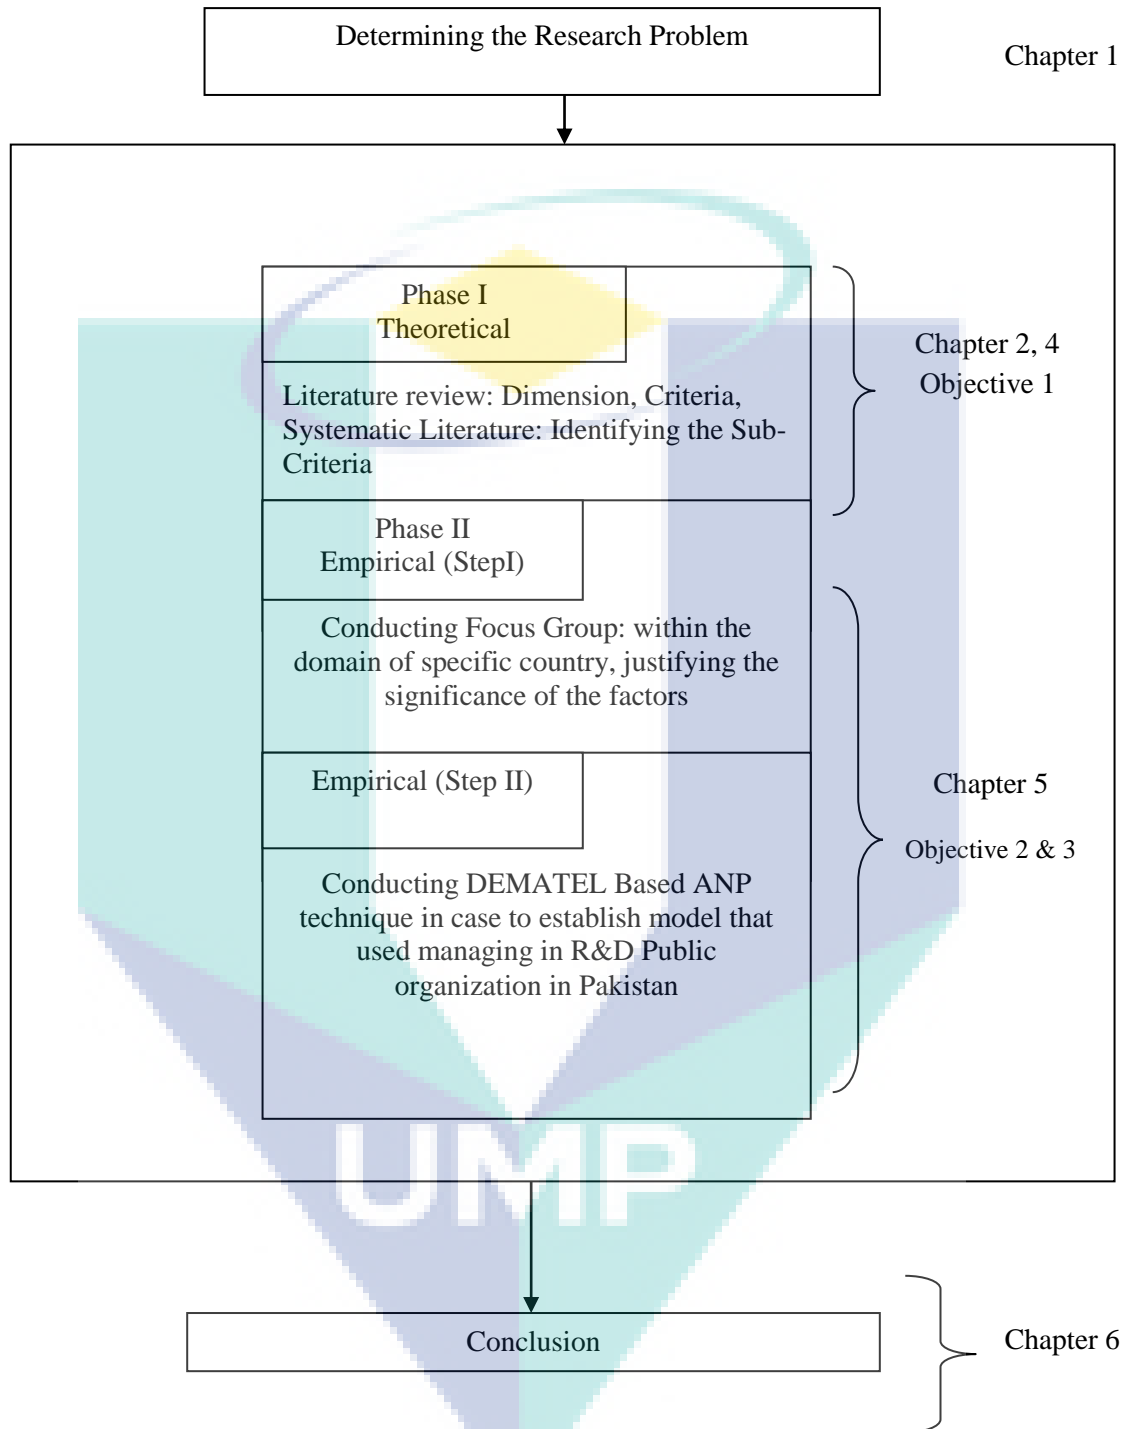 Determining the Research Problem
Chapter 1
Phase I
Theoretical
Chapter 2, 4
Objective 1
Literature review: Dimension, Criteria,
Systematic Literature: Identifying the Sub-
Criteria
Phase II
Empirical (StepI)
Conducting Focus Group: within the
domain of specific country, justifying the
significance of the factors
Empirical (Step II)
Chapter 5
Objective 2 & 3
Conducting DEMATEL Based ANP
technique in case to establish model that
used managing in R&D Public
organization in Pakistan
UMP
Conclusion
Chapter 6